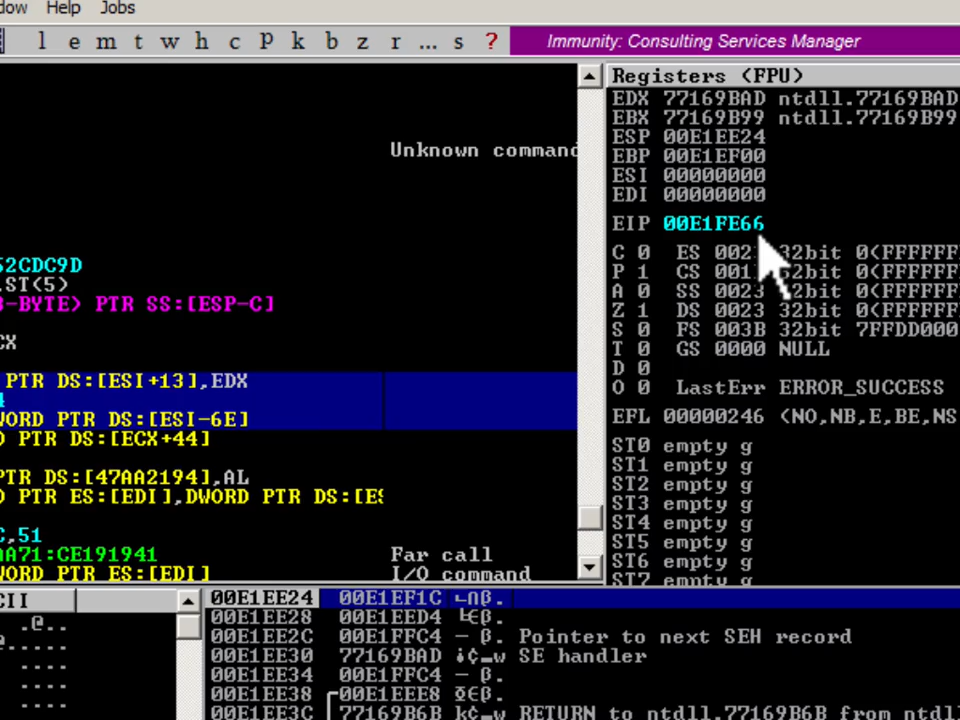 dow Help Jobs
l e m t w h c P k b z r ... s ?
Immunity: Consulting Services Manager
Unknown command
52CDC9D
.ST(5)
B-BYTE) PTR SS:[ESP-C]
CX
PTR DS:[ESI+13],EDX
4
WORD PTR DS:[ESI-6E]
D PTR DS:[ECX+44]
PTR DS:[47AA2194],AL
D PTR ES:[EDI],DWORD PTR DS:[ES
C,51
AA71:CE191941 Far call
WORD PTR ES:[EDI] I/O command
Registers (FPU)
EDX 77169BAD ntdll.77169BAD
EBX 77169B99 ntdll.77169B99
ESP 00E1EE24
EBP 00E1EF00
ESI 00000000
EDI 00000000
EIP 00E1FE66
C 0 ES 002 32bit 0(FFFFFFF
P 1 CS 001 32bit 0(FFFFFFF
A 0 SS 0023 32bit 0(FFFFFFF
Z 1 DS 0023 32bit 0(FFFFFFF
S 0 FS 003B 32bit 7FFDD000
T 0 GS 0000 NULL
D 0
O 0 LastErr ERROR_SUCCESS
EFL 00000246 (NO,NB,E,BE,NS
ST0 empty g
ST1 empty g
ST2 empty g
ST3 empty g
ST4 empty g
ST5 empty g
ST6 empty g
ST7 empty g
CII
.@..
@.....
....
....
....
00E1EE24 00E1EF1C
00E1EE28 00E1EED4
00E1EE2C 00E1FFC4 Pointer to next SEH record
00E1EE30 77169BAD SE handler
00E1EE34 00E1FFC4
00E1EE38 00E1EEE8
00E1EE3C 77169B6B RETURN to ntdll.77169B6B from ntdl